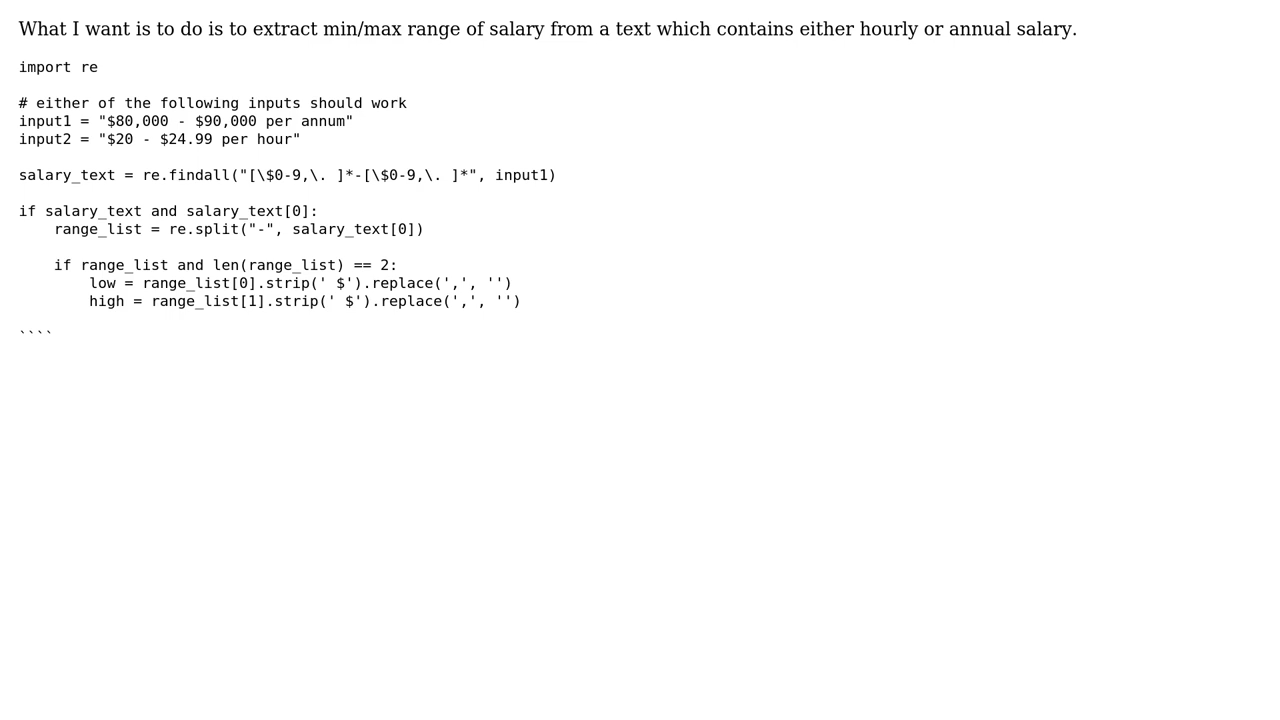 What I want is to do is to extract min/max range of salary from a text which contains either hourly or annual salary.
import re
# either of the following inputs should work
input1 = "$80,000 - $90,000 per annum"
input2 = "$20 - $24.99 per hour"
salary_text = re.findall("[\$0-9,\. ]*-[\$0-9,\. ]*", input1)
if salary_text and salary_text[0]:
    range_list = re.split("-", salary_text[0])
    if range_list and len(range_list) == 2:
        low = range_list[0].strip(' $').replace(',', '')
        high = range_list[1].strip(' $').replace(',', '')
````